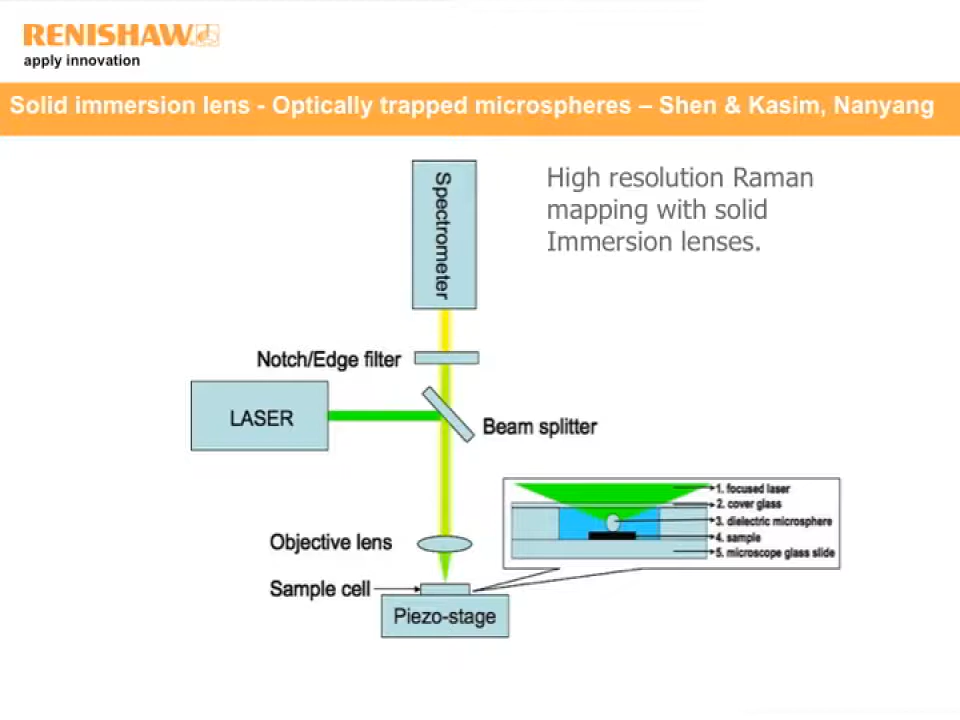 RENISHAW
apply innovation
Solid immersion lens - Optically trapped microspheres – Shen & Kasim, Nanyang
High resolution Raman
mapping with solid
Immersion lenses.
Spectrometer
Notch/Edge filter
LASER
Beam splitter
1. focused laser
2. cover glass
3. dielectric microsphere
4. sample
5. microscope glass slide
Objective lens
Sample cell
Piezo-stage